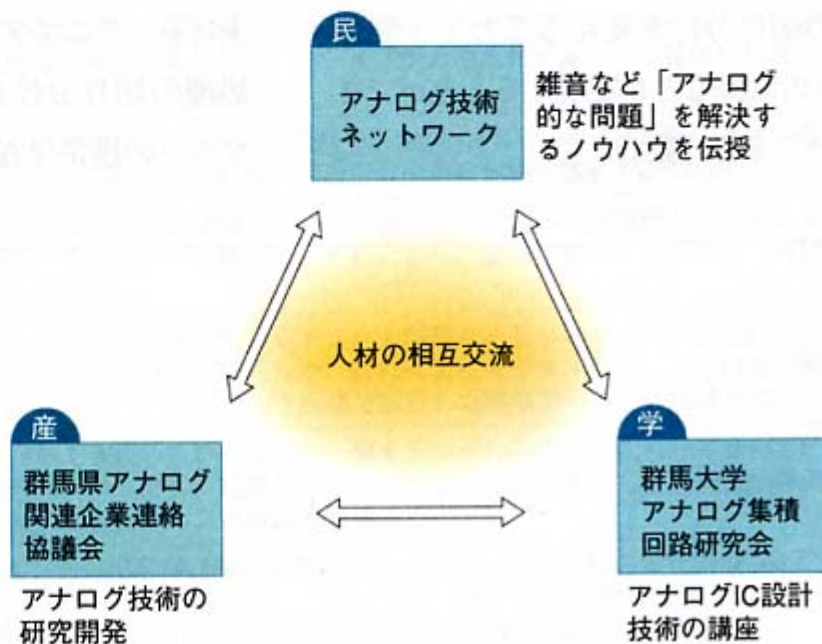 民
アナログ技術
ネットワーク
雑音など「アナログ
的な問題」を解決す
るノウハウを伝授
人材の相互交流
産
群馬県アナログ
関連企業連絡
協議会
アナログ技術の
研究開発
学
群馬大学
アナログ集積
回路研究会
アナログIC設計
技術の講座